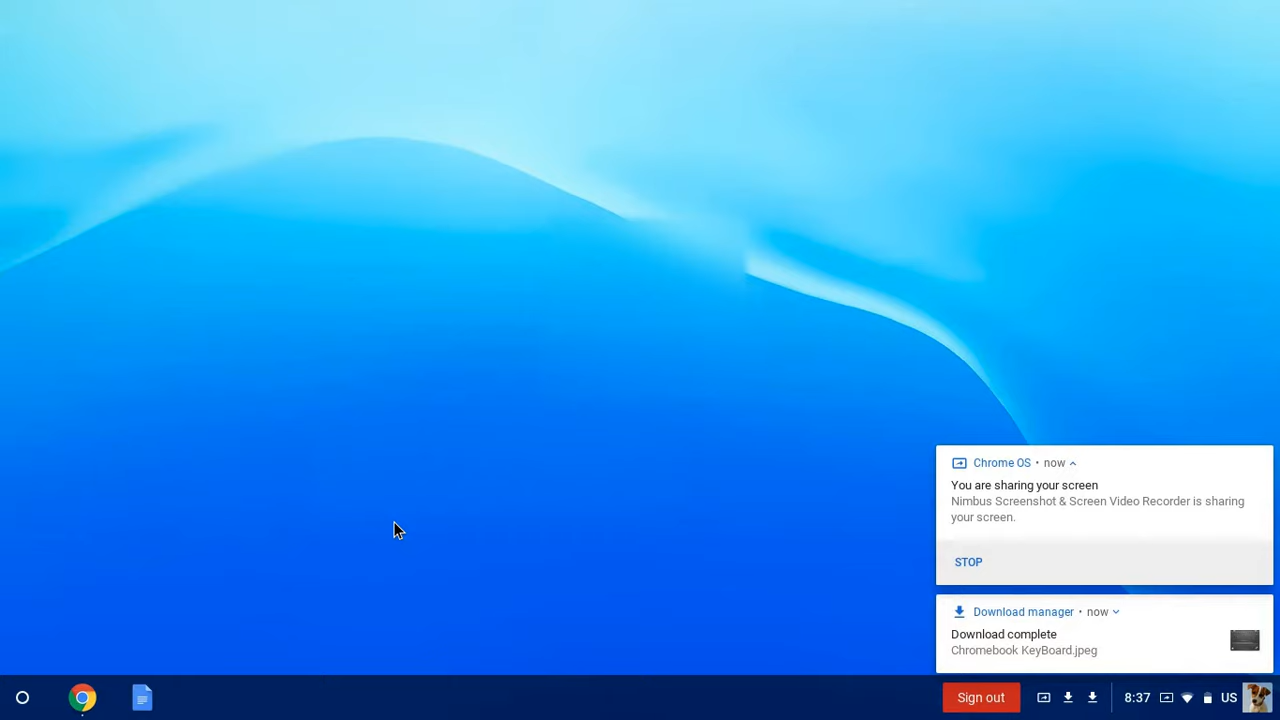 Chrome OS • now
You are sharing your screen
Nimbus Screenshot & Screen Video Recorder is sharing
your screen.
STOP
Download manager • now
Download complete
Chromebook KeyBoard.jpeg
Sign out
8:37
US